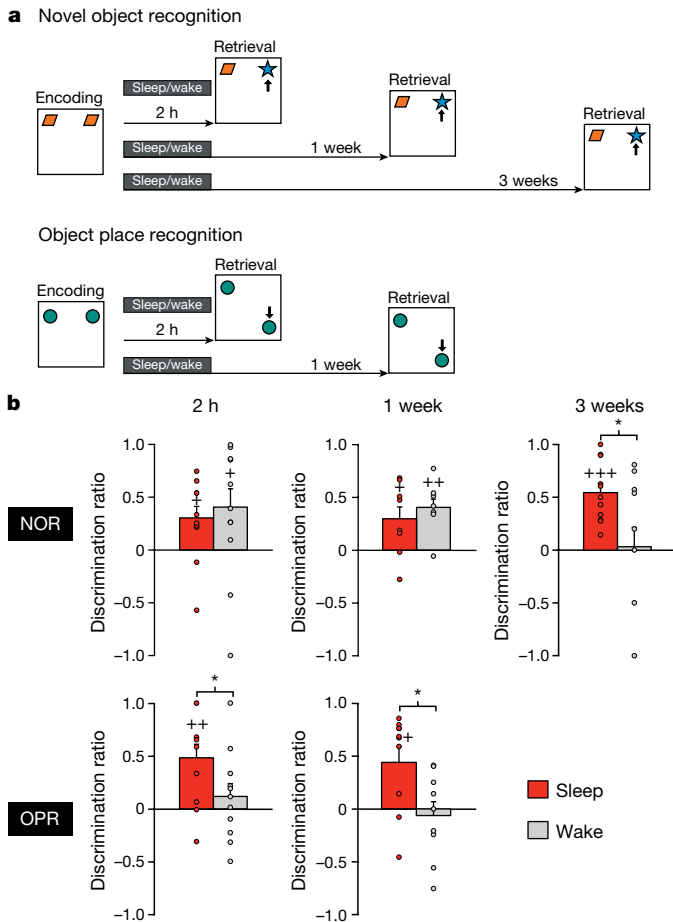 a Novel object recognition
Retrieval
Sleep/wake
Encoding
2 h
Retrieval
Sleep/wake
1 week
Retrieval
Sleep/wake
3 weeks
Object place recognition
Retrieval
Encoding
Sleep/wake
2 h
Retrieval
Sleep/wake
1 week
b
2 h 1 week 3 weeks
NOR
Discrimination ratio
1.0
0.5
0
−0.5
−1.0
+ +
Discrimination ratio
1.0
0.5
0
−0.5
−1.0
+ ++
Discrimination ratio
1.0
0.5
0
−0.5
−1.0
*
+++
OPR
Discrimination ratio
1.0
0.5
0
−0.5
−1.0
*
++
Discrimination ratio
1.0
0.5
0
−0.5
−1.0
*
+
Sleep
Wake